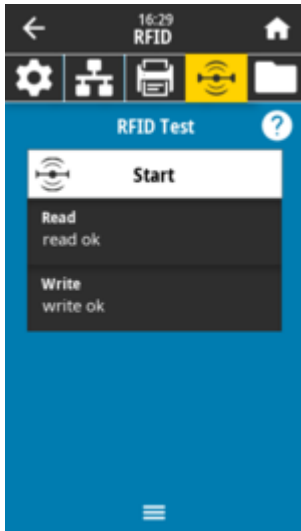 16:29
RFID
RFID Test
?
Start
Read
read ok
Write
write ok